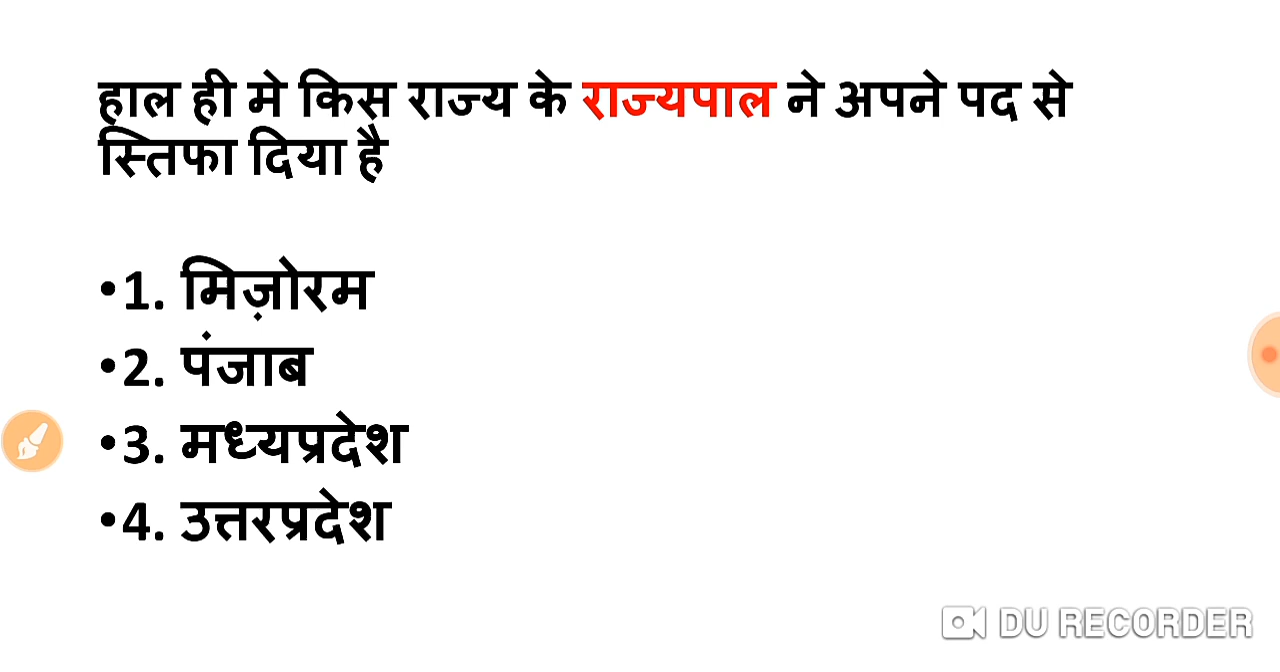 हाल ही मे किस राज्य के राज्यपाल ने अपने पद से
स्तिफा दिया है
•1. मिज़ोरम
•2. पंजाब
•3. मध्यप्रदेश
•4. उत्तरप्रदेश
DU RECORDER